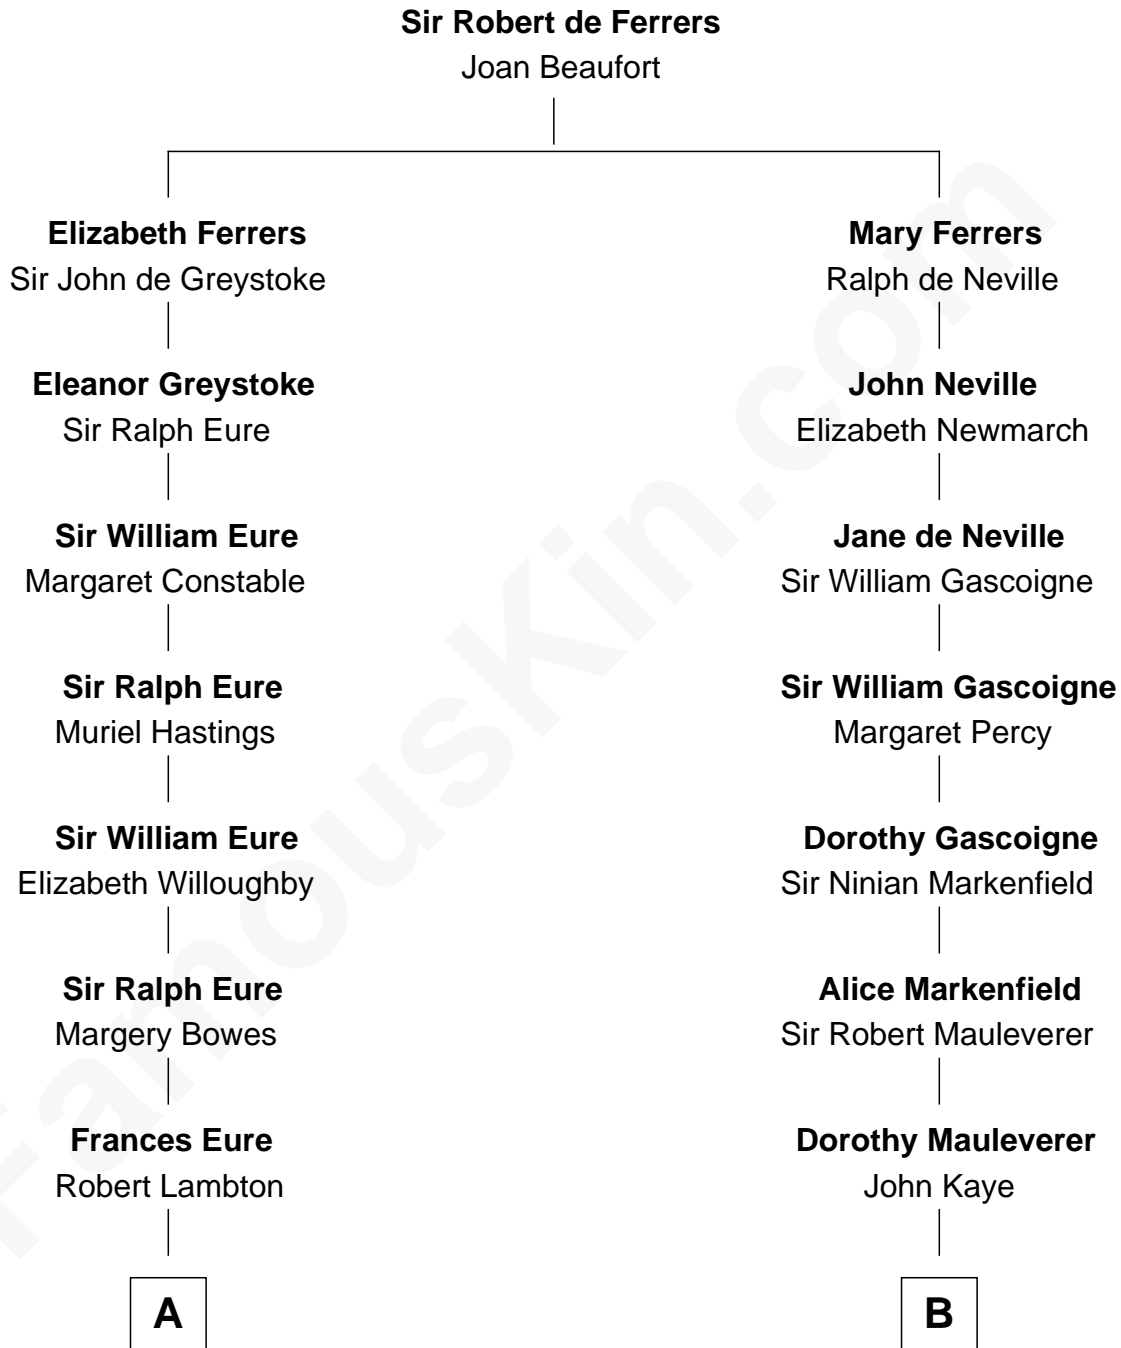 Sir Robert de Ferrers
Joan Beaufort
Elizabeth Ferrers
Sir John de Greystoke
Mary Ferrers
Ralph de Neville
Eleanor Greystoke
Sir Ralph Eure
John Neville
Elizabeth Newmarch
Sir William Eure
Margaret Constable
Jane de Neville
Sir William Gascoigne
Sir Ralph Eure
Muriel Hastings
Sir William Gascoigne
Margaret Percy
Sir William Eure
Elizabeth Willoughby
Dorothy Gascoigne
Sir Ninian Markenfield
Sir Ralph Eure
Margery Bowes
Alice Markenfield
Sir Robert Mauleverer
Frances Eure
Robert Lambton
Dorothy Mauleverer
John Kaye
A
B
FamousKin.com